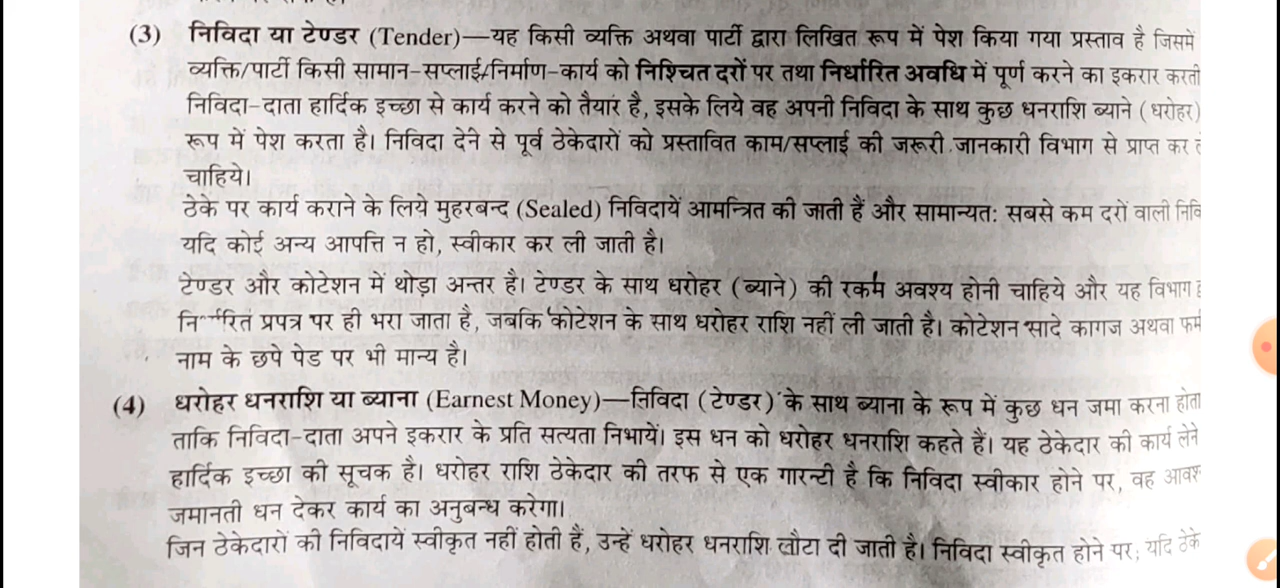 (3) निविदा या टेण्डर (Tender)—यह किसी व्यक्ति अथवा पार्टी द्वारा लिखित रूप में पेश किया गया प्रस्ताव है जिसमें
व्यक्ति/पार्टी किसी सामान-सप्लाई/निर्माण-कार्य को निश्चित दरों पर तथा निर्धारित अवधि में पूर्ण करने का इकरार करती
निविदा-दाता हार्दिक इच्छा से कार्य करने को तैयार है, इसके लिये वह अपनी निविदा के साथ कुछ धनराशि ब्याने (धरोहर)
रूप में पेश करता है। निविदा देने से पूर्व ठेकेदारों को प्रस्तावित काम/सप्लाई की जरूरी जानकारी विभाग से प्राप्त कर
चाहिये।
ठेके पर कार्य कराने के लिये मुहरबन्द (Sealed) निविदायें आमन्त्रित की जाती हैं और सामान्यत: सबसे कम दरों वाली
यदि कोई अन्य आपत्ति न हो, स्वीकार कर ली जाती है।
टेण्डर और कोटेशन में थोड़ा अन्तर है। टेण्डर के साथ धरोहर (ब्याने) की रकम अवश्य होनी चाहिये और यह विभाग
प्रपत्र पर ही भरा जाता है, जबकि कोटेशन के साथ धरोहर राशि नहीं ली जाती है। कोटेशन सादे कागज अथवा फर्म
नाम के छपे पेड पर भी मान्य है।
(4) धरोहर धनराशि या ब्याना (Earnest Money)—निविदा (टेण्डर) के साथ ब्याना के रूप में कुछ धन जमा करना होता
ताकि निविदा-दाता अपने इकरार के प्रति सत्यता निभायें। इस धन को धरोहर धनराशि कहते हैं। यह ठेकेदार की कार्य लेने
हार्दिक इच्छा की सूचक है। धरोहर राशि ठेकेदार की तरफ से एक गारन्टी है कि निविदा स्वीकार होने पर, वह
जमानती धन देकर कार्य का अनुबन्ध करेगा।
जिन ठेकेदारों की निविदायें स्वीकृत नहीं होती हैं, उन्हें धरोहर धनराशि लौटा दी जाती है। निविदा स्वीकृत होने पर, यदि